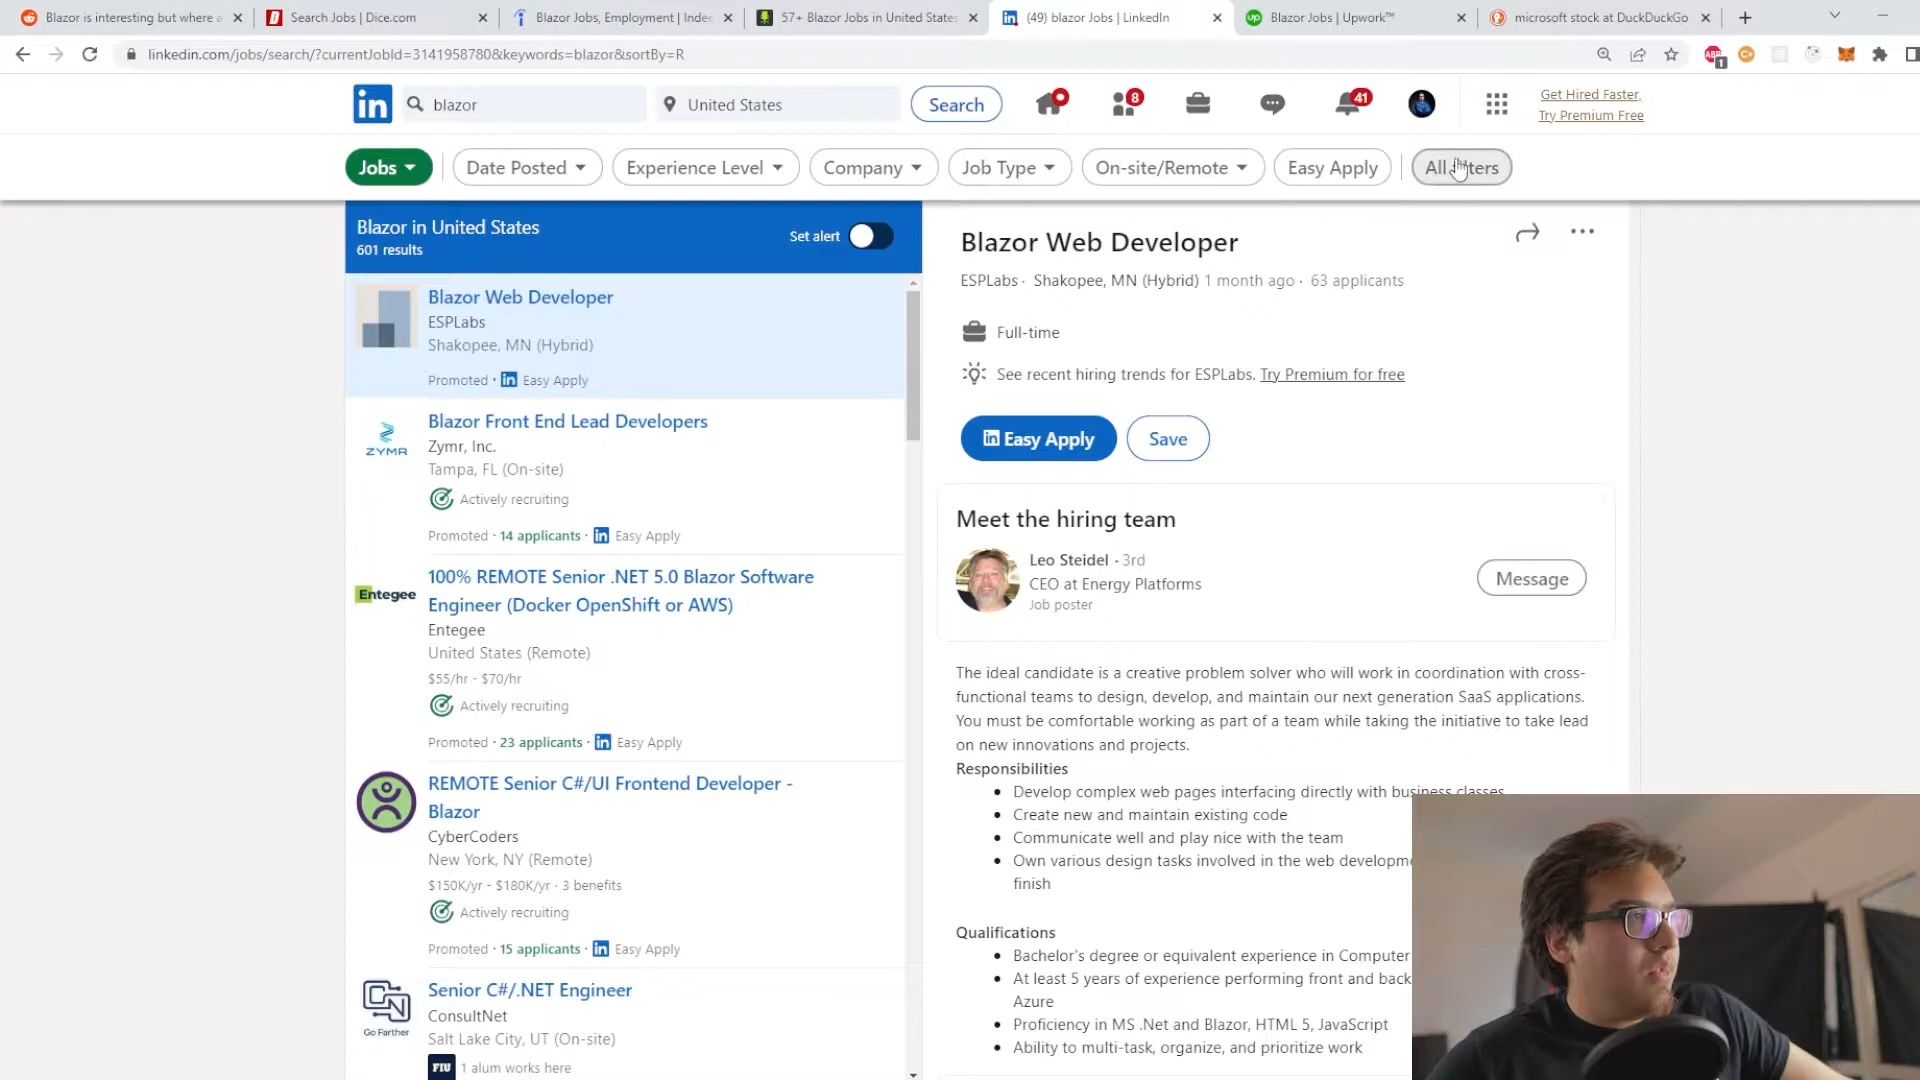 Blazor is interesting but where a
Search Jobs | Dice.com
Blazor Jobs, Employment | Indee
57+ Blazor Jobs in United States
(49) blazor Jobs | LinkedIn
Blazor Jobs | Upwork™
microsoft stock at DuckDuckGo
linkedin.com/jobs/search/?currentJobId=3141958780&keywords=blazor&sortBy=R
1
in
blazor
United States
Search
8
41
Get Hired Faster,
Try Premium Free
Jobs
Date Posted
Experience Level
Company
Job Type
On-site/Remote
Easy Apply
All filters
Blazor in United States
601 results
Set alert
Blazor Web Developer
ESPLabs
Shakopee, MN (Hybrid)
Promoted · in Easy Apply
ZYMR
Blazor Front End Lead Developers
Zymr, Inc.
Tampa, FL (On-site)
Actively recruiting
Promoted · 14 applicants · in Easy Apply
Entegee
100% REMOTE Senior .NET 5.0 Blazor Software
Engineer (Docker OpenShift or AWS)
Entegee
United States (Remote)
$55/hr - $70/hr
Actively recruiting
Promoted · 23 applicants · in Easy Apply
REMOTE Senior C#/UI Frontend Developer -
Blazor
CyberCoders
New York, NY (Remote)
$150K/yr - $180K/yr · 3 benefits
Actively recruiting
Promoted · 15 applicants · in Easy Apply
CN
Go Farther
Senior C#/.NET Engineer
ConsultNet
Salt Lake City, UT (On-site)
FIU 1 alum works here
Blazor Web Developer
ESPLabs · Shakopee, MN (Hybrid) 1 month ago · 63 applicants
Full-time
See recent hiring trends for ESPLabs. Try Premium for free
in Easy Apply
Save
Meet the hiring team
Leo Steidel · 3rd
CEO at Energy Platforms
Job poster
Message
The ideal candidate is a creative problem solver who will work in coordination with cross-
functional teams to design, develop, and maintain our next generation SaaS applications.
You must be comfortable working as part of a team while taking the initiative to take lead
on new innovations and projects.
Responsibilities
• Develop complex web pages interfacing directly with business classes
• Create new and maintain existing code
• Communicate well and play nice with the team
• Own various design tasks involved in the web developme
finish
Qualifications
• Bachelor's degree or equivalent experience in Computer
• At least 5 years of experience performing front and back
Azure
• Proficiency in MS .Net and Blazor, HTML 5, JavaScript
• Ability to multi-task, organize, and prioritize work